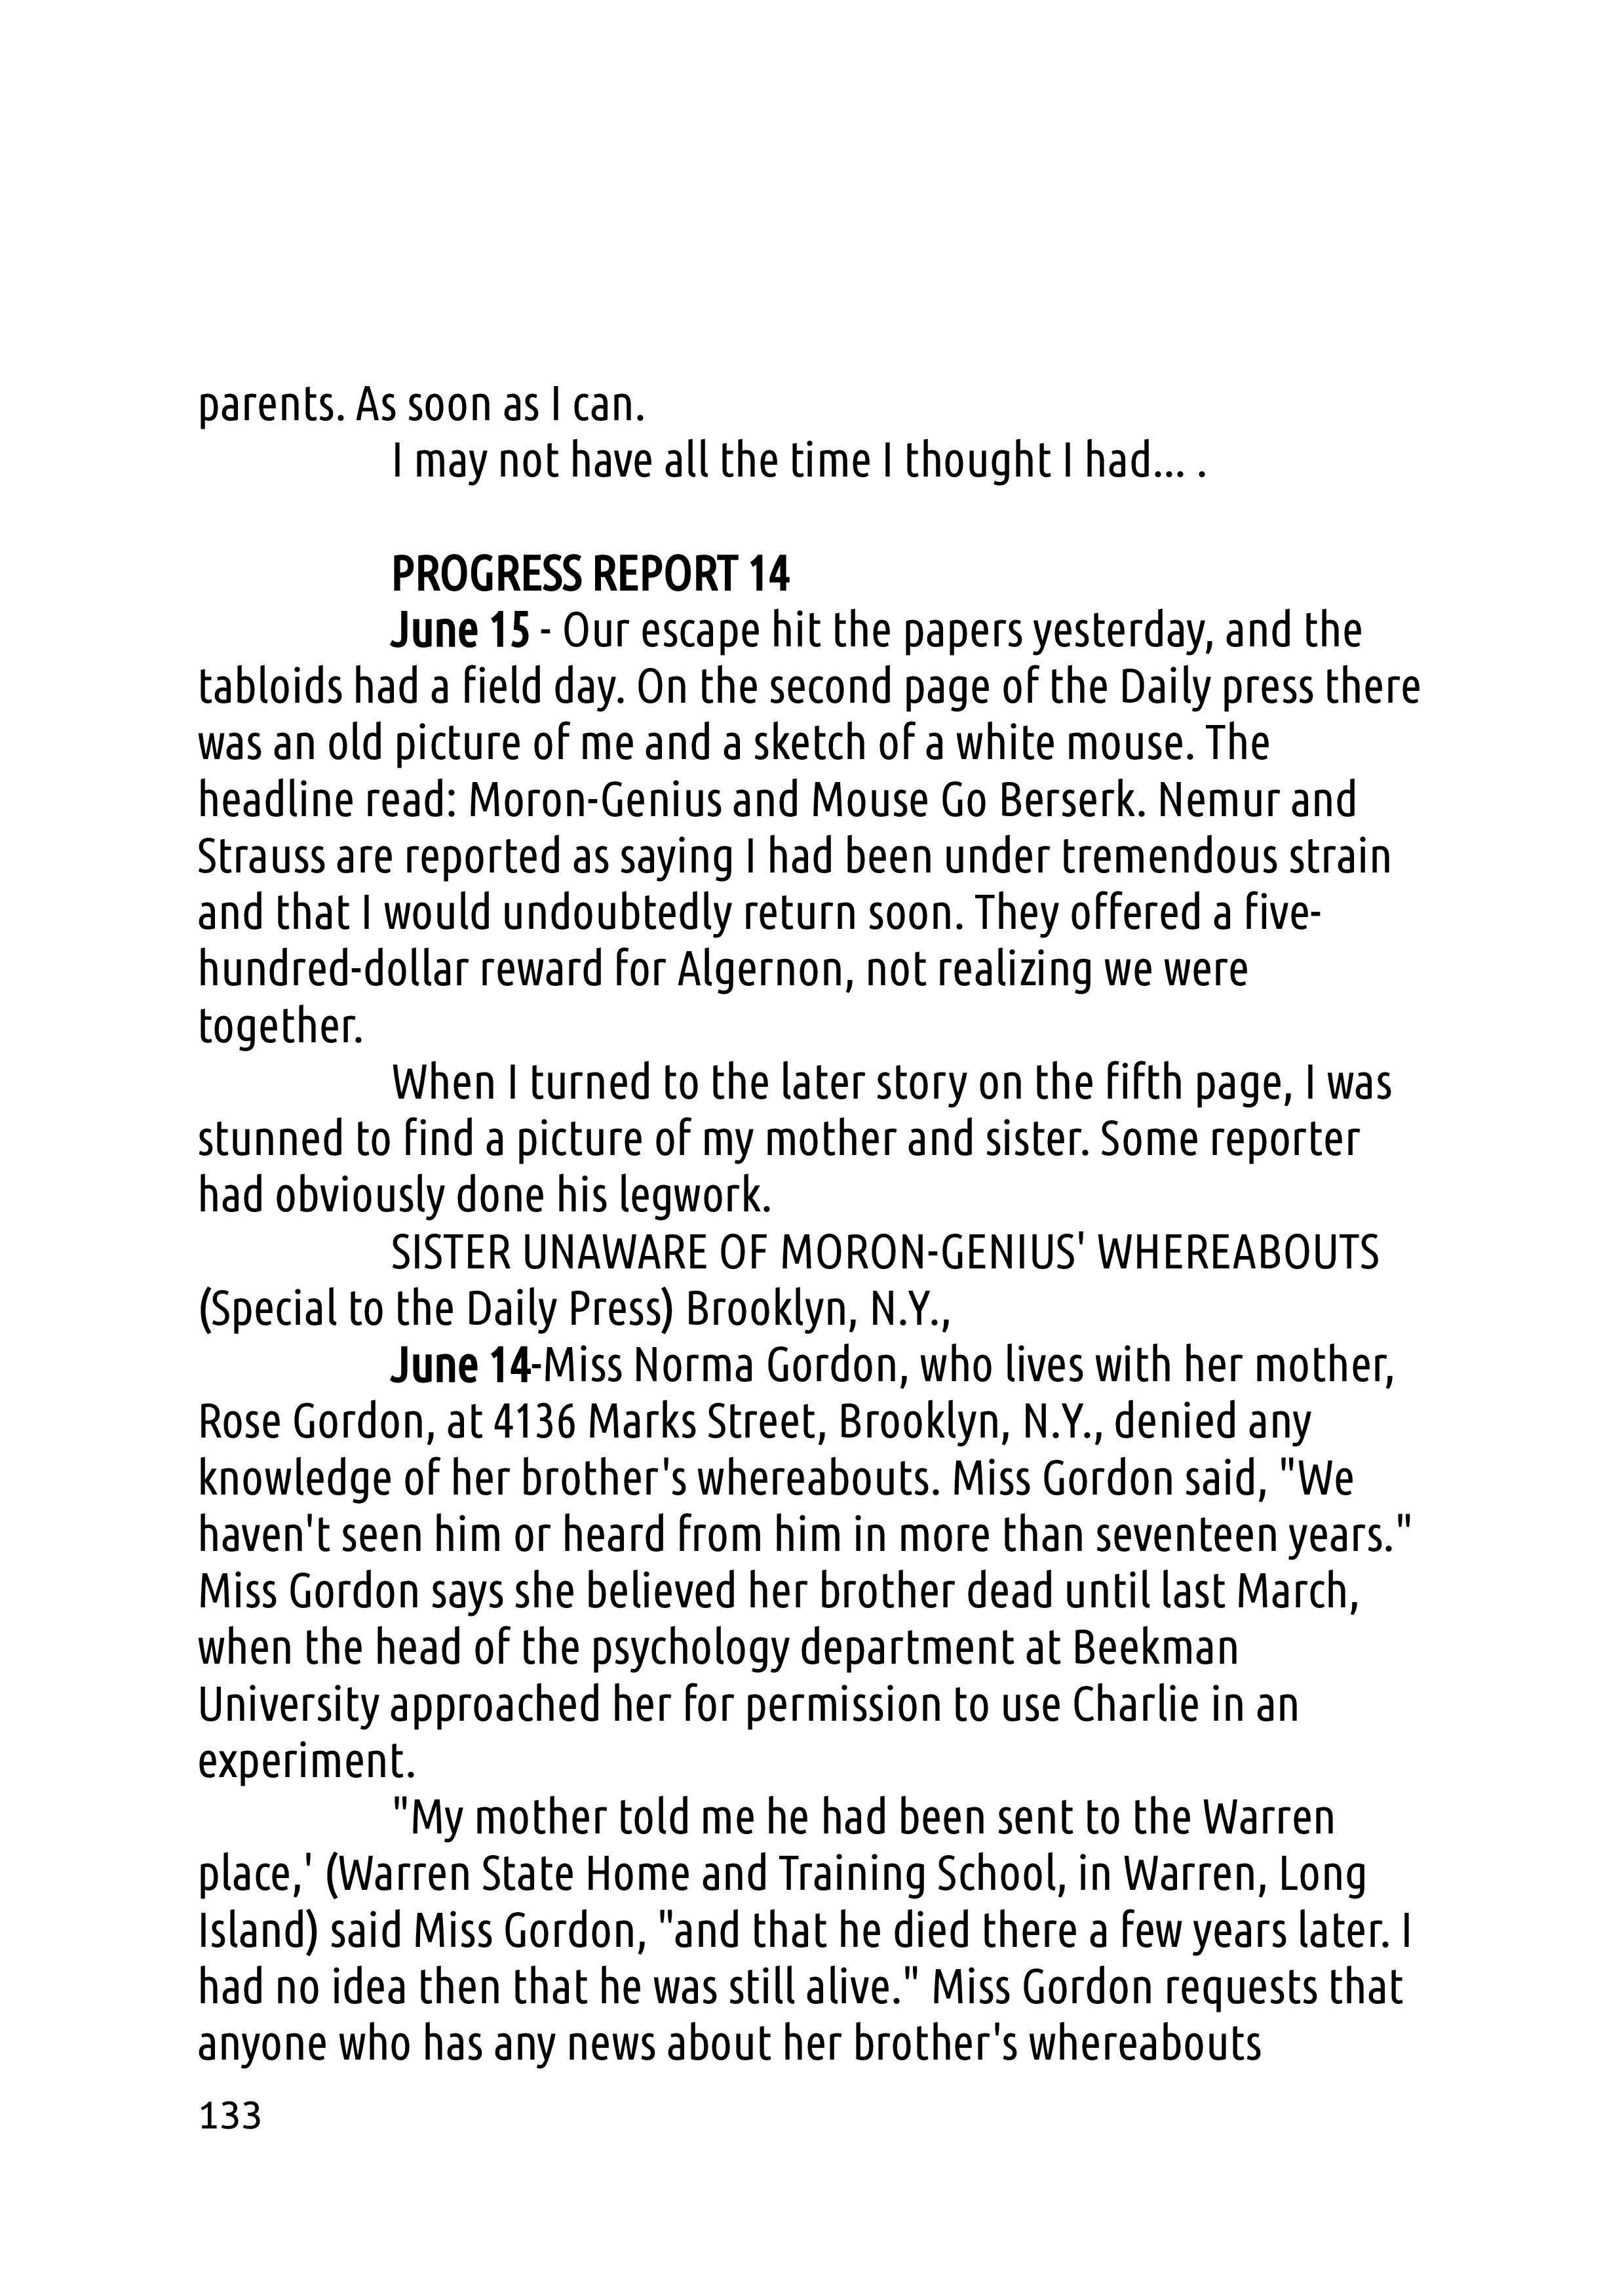 parents. As soon as I can.
I may not have all the time I thought I had... .
PROGRESS REPORT 14
June 15 - Our escape hit the papers yesterday, and the
tabloids had a field day. On the second page of the Daily press there
was an old picture of me and a sketch of a white mouse. The
headline read: Moron-Genius and Mouse Go Berserk. Nemur and
Strauss are reported as saying I had been under tremendous strain
and that I would undoubtedly return soon. They offered a five-
hundred-dollar reward for Algernon, not realizing we were
together.
When I turned to the later story on the fifth page, I was
stunned to find a picture of my mother and sister. Some reporter
had obviously done his legwork.
SISTER UNAWARE OF MORON-GENIUS' WHEREABOUTS
(Special to the Daily Press) Brooklyn, N.Y.,
June 14-Miss Norma Gordon, who lives with her mother,
Rose Gordon, at 4136 Marks Street, Brooklyn, N.Y., denied any
knowledge of her brother's whereabouts. Miss Gordon said, "We
haven't seen him or heard from him in more than seventeen years."
Miss Gordon says she believed her brother dead until last March,
when the head of the psychology department at Beekman
University approached her for permission to use Charlie in an
experiment.
"My mother told me he had been sent to the Warren
place,' (Warren State Home and Training School, in Warren, Long
Island) said Miss Gordon, "and that he died there a few years later. I
had no idea then that he was still alive." Miss Gordon requests that
anyone who has any news about her brother's whereabouts
133